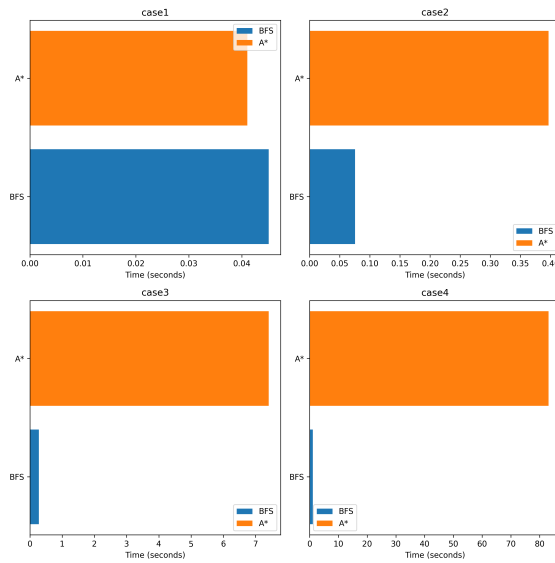 case1
A*
BFS
BFS
A*
0.00 0.01 0.02 0.03 0.04
Time (seconds)
case2
A*
BFS
BFS
A*
0.00 0.05 0.10 0.15 0.20 0.25 0.30 0.35 0.40
Time (seconds)
case3
A*
BFS
BFS
A*
0 1 2 3 4 5 6 7
Time (seconds)
case4
A*
BFS
BFS
A*
0 10 20 30 40 50 60 70 80
Time (seconds)